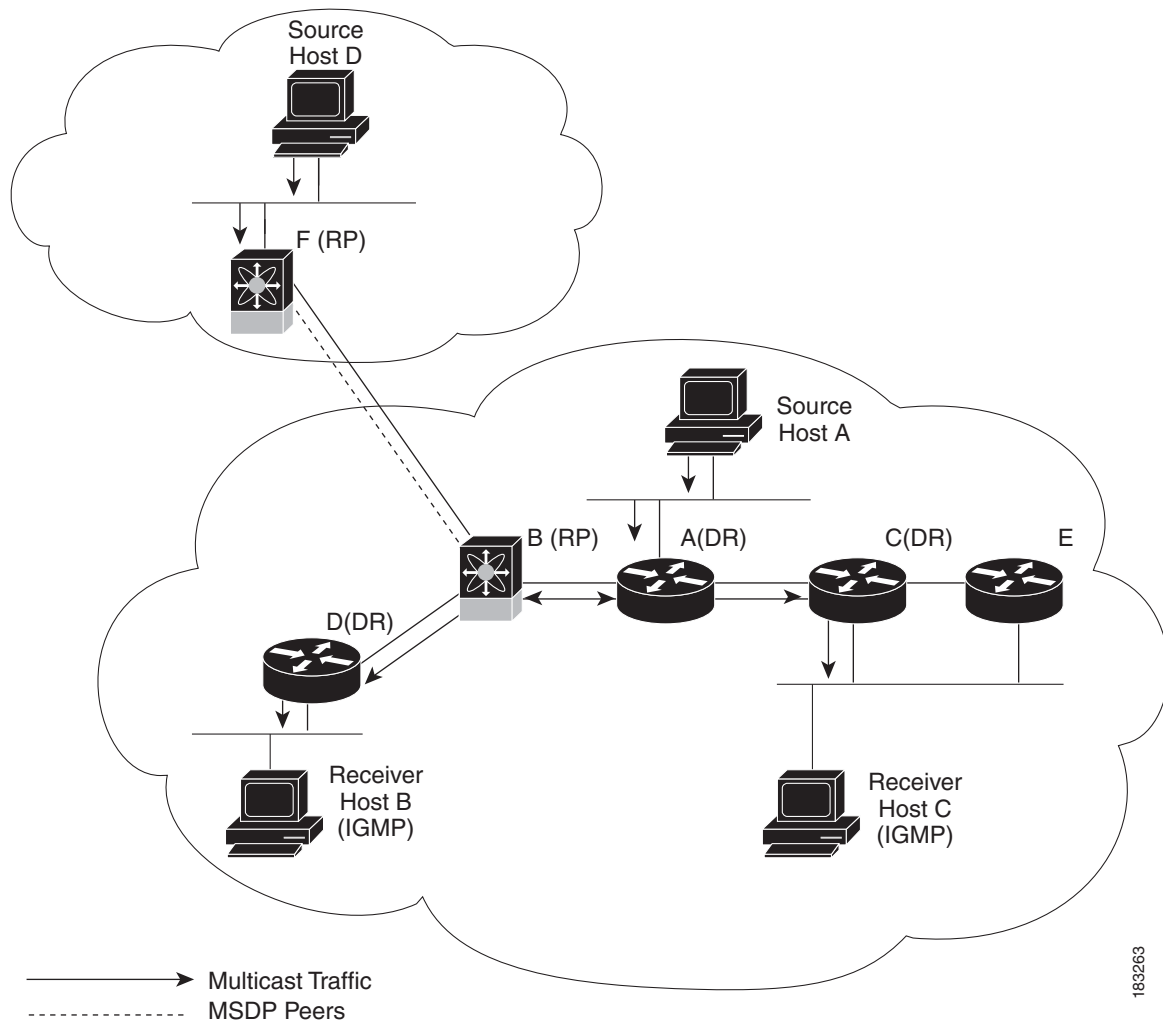 Source
Host D
F (RP)
Source
Host A
B (RP)
A(DR)
C(DR)
E
D(DR)
Receiver
Host B
(IGMP)
Receiver
Host C
(IGMP)
Multicast Traffic
MSDP Peers
183263